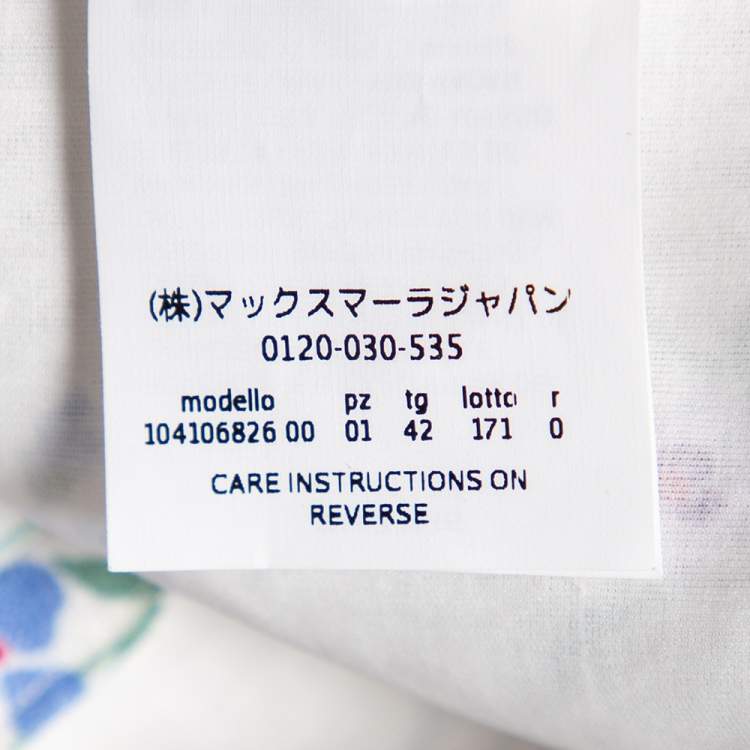 (株)マックスマーラジャパン
0120-030-535
modello pz tg lotto r
104106826 00 01 42 171 0
CARE INSTRUCTIONS ON
REVERSE